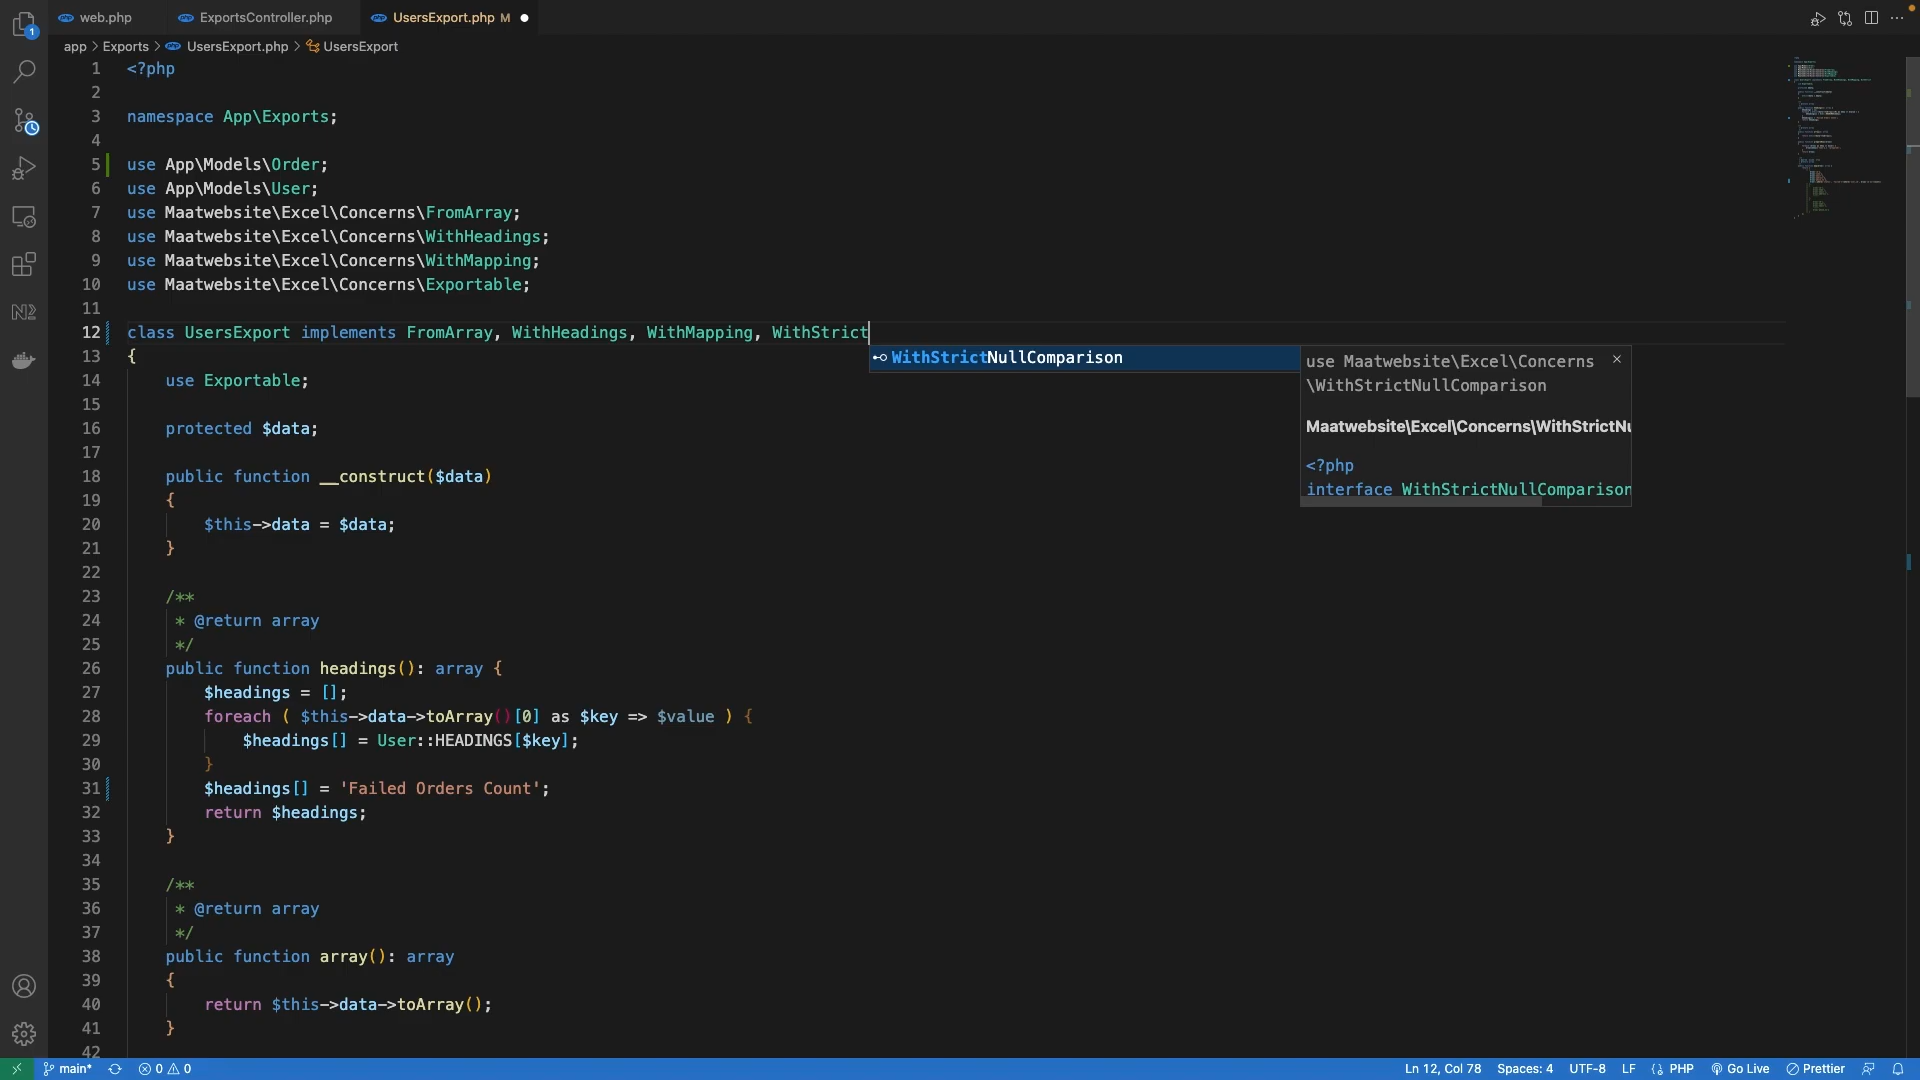 1
web.php
ExportsController.php
UsersExport.php M
app > Exports > UsersExport.php > UsersExport
1 <?php
2
3 namespace App\Exports;
4
5 use App\Models\Order;
6 use App\Models\User;
7 use Maatwebsite\Excel\Concerns\FromArray;
8 use Maatwebsite\Excel\Concerns\WithHeadings;
9 use Maatwebsite\Excel\Concerns\WithMapping;
10 use Maatwebsite\Excel\Concerns\Exportable;
11
12 class UsersExport implements FromArray, WithHeadings, WithMapping, WithStrict
WithStrictNullComparison
use Maatwebsite\Excel\Concerns
\WithStrictNullComparison
Maatwebsite\Excel\Concerns\WithStrictNu
<?php
interface WithStrictNullComparison
13 {
14 use Exportable;
15
16 protected $data;
17
18 public function __construct($data)
19 {
20 $this->data = $data;
21 }
22
23 /**
24 * @return array
25 */
26 public function headings(): array {
27 $headings = [];
28 foreach ( $this->data->toArray()[0] as $key => $value ) {
29 $headings[] = User::HEADINGS[$key];
30 }
31 $headings[] = 'Failed Orders Count';
32 return $headings;
33 }
34
35 /**
36 * @return array
37 */
38 public function array(): array
39 {
40 return $this->data->toArray();
41 }
42
main* 0 0
Ln 12, Col 78 Spaces: 4 UTF-8 LF {} PHP Go Live Prettier